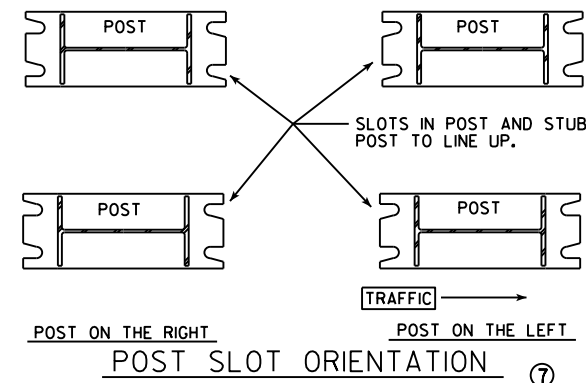 POST
POST
SLOTS IN POST AND STUB
POST TO LINE UP.
POST
POST
TRAFFIC
POST ON THE RIGHT
POST ON THE LEFT
POST SLOT ORIENTATION
7